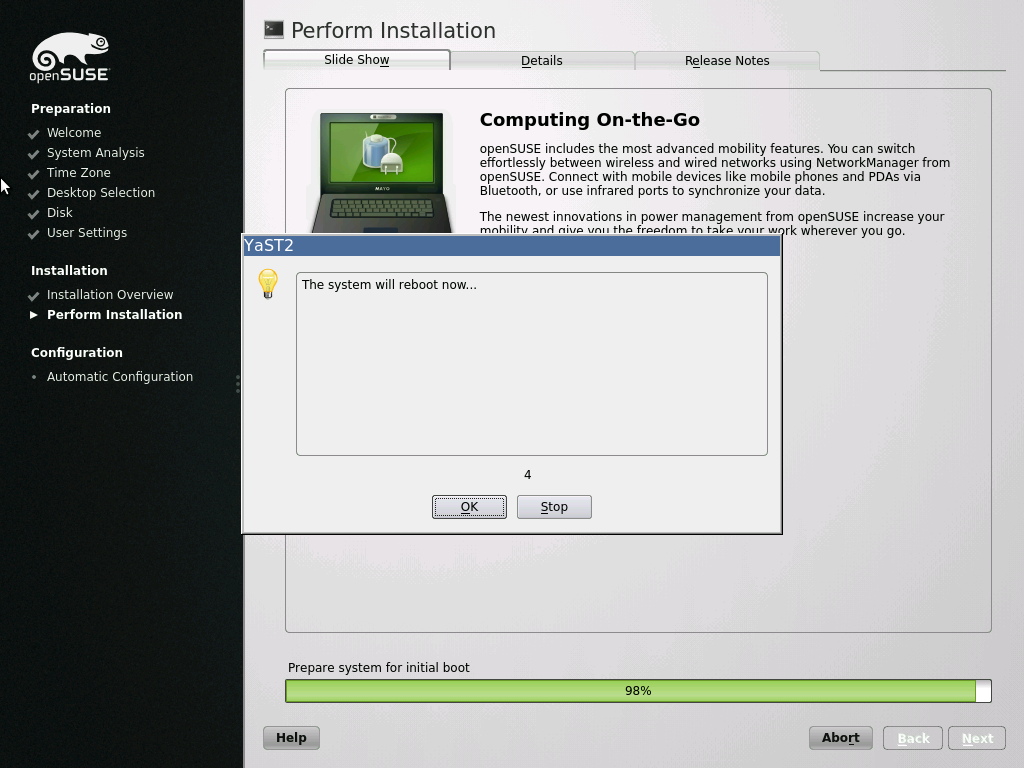 openSUSE
Preparation
Welcome
System Analysis
Time Zone
Desktop Selection
Disk
User Settings
Installation
Installation Overview
Perform Installation
Configuration
Automatic Configuration
Perform Installation
Slide Show
Details
Release Notes
MAYO
Computing On-the-Go
openSUSE includes the most advanced mobility features. You can switch
effortlessly between wireless and wired networks using NetworkManager from
openSUSE. Connect with mobile devices like mobile phones and PDAs via
Bluetooth, or use infrared ports to synchronize your data.
The newest innovations in power management from openSUSE increase your
mobility and give you the freedom to take your work wherever you go.
YaST2
The system will reboot now...
4
OK
Stop
Prepare system for initial boot
98%
Help
Abort
Back
Next